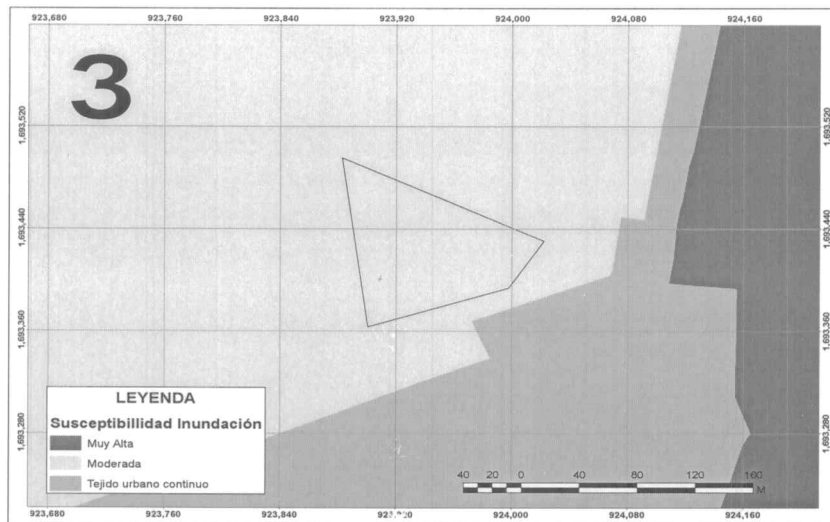 923,680 923,760 923,840 923,920 924,000 924,080 924,160
3
1,693,520 1,693,520
1,693,440 1,693,440
1,693,360 1,693,360
1,693,280 1,693,280
LEYENDA
Susceptibillidad Inundación
Muy Alta
Moderada
Tejido urbano continuo
40 20 0 40 80 120 160
M
923,680 923,760 923,840 923,920 924,000 924,080 924,160